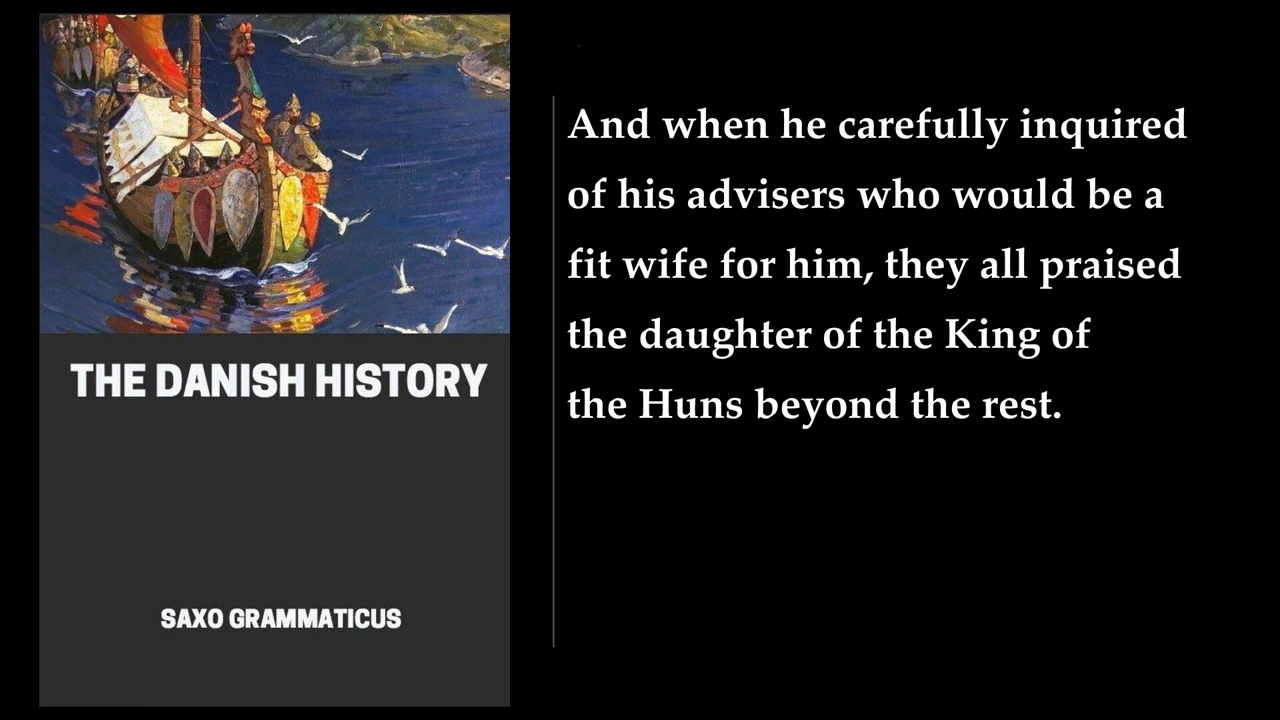 THE DANISH HISTORY
SAXO GRAMMATICUS
And when he carefully inquired
of his advisers who would be a
fit wife for him, they all praised
the daughter of the King of
the Huns beyond the rest.